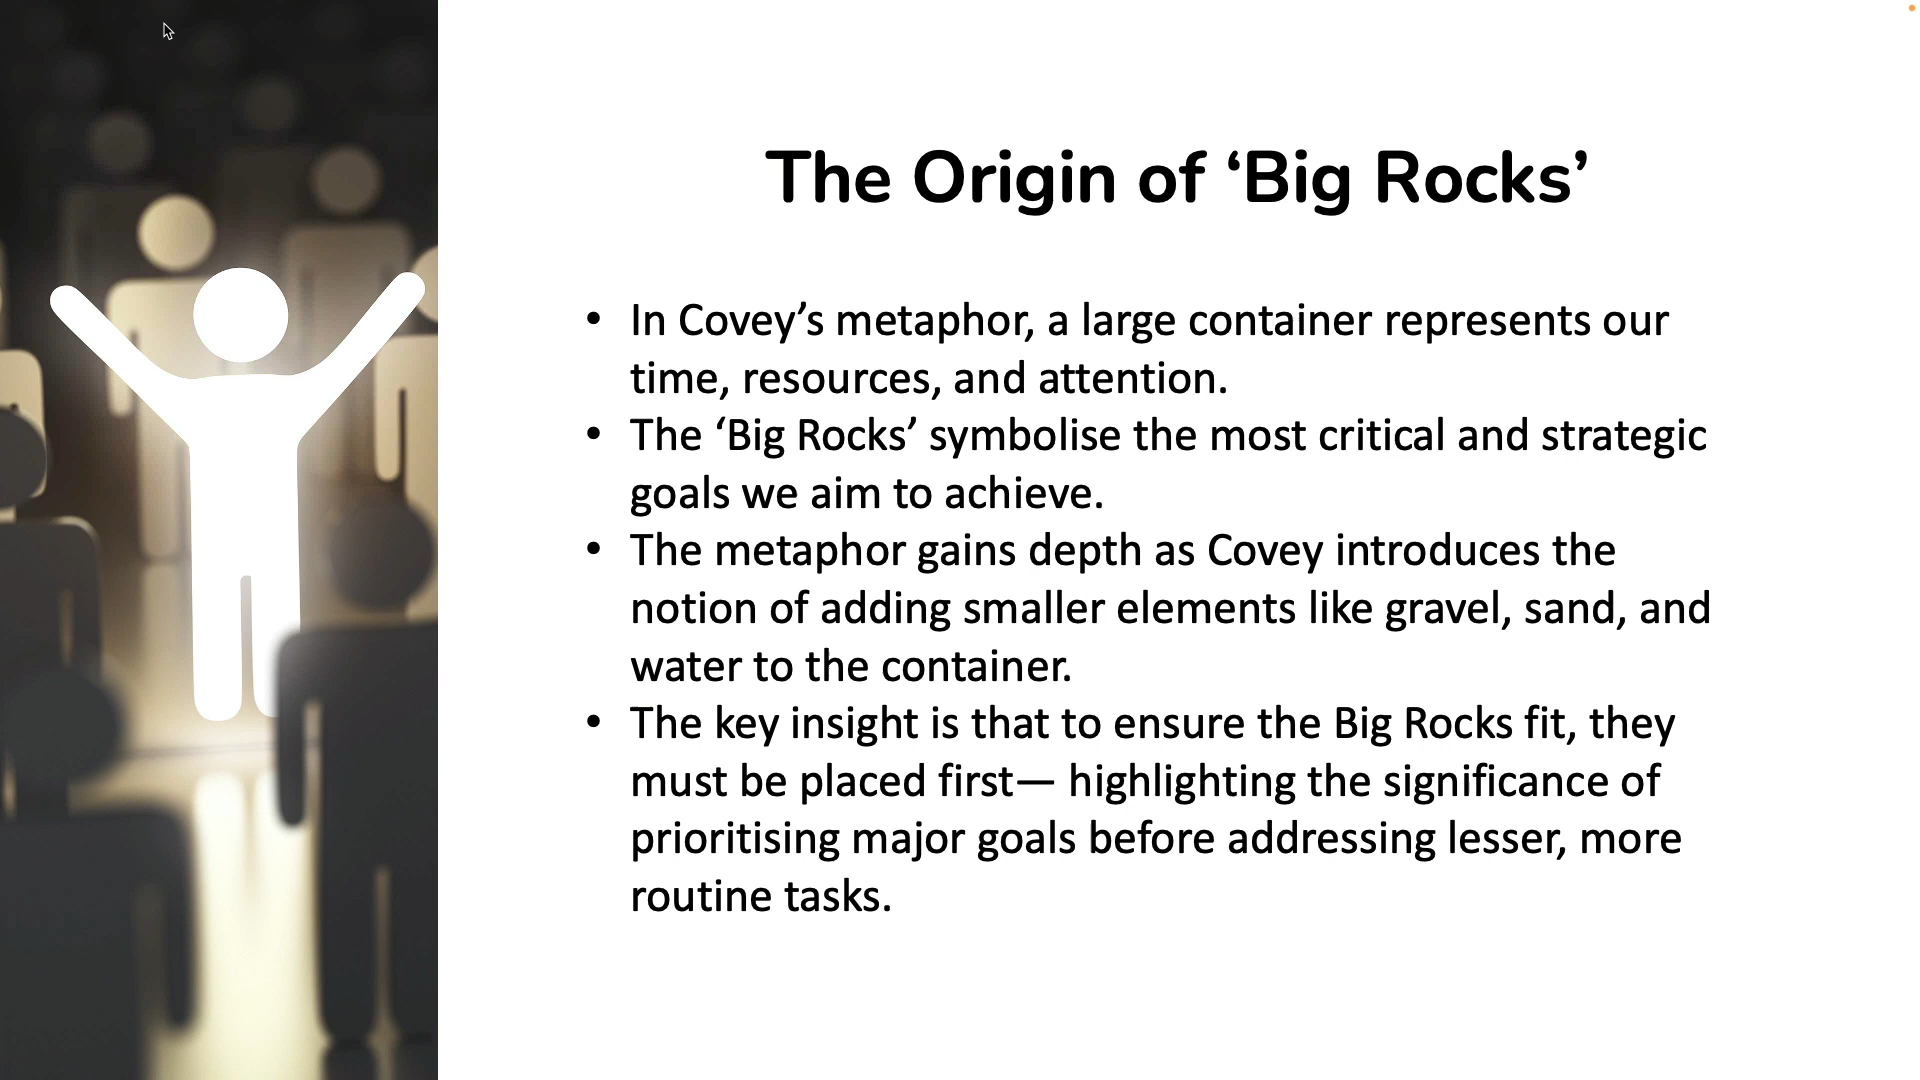 The Origin of ‘Big Rocks’
• In Covey’s metaphor, a large container represents our
time, resources, and attention.
• The ‘Big Rocks’ symbolise the most critical and strategic
goals we aim to achieve.
• The metaphor gains depth as Covey introduces the
notion of adding smaller elements like gravel, sand, and
water to the container.
• The key insight is that to ensure the Big Rocks fit, they
must be placed first— highlighting the significance of
prioritising major goals before addressing lesser, more
routine tasks.